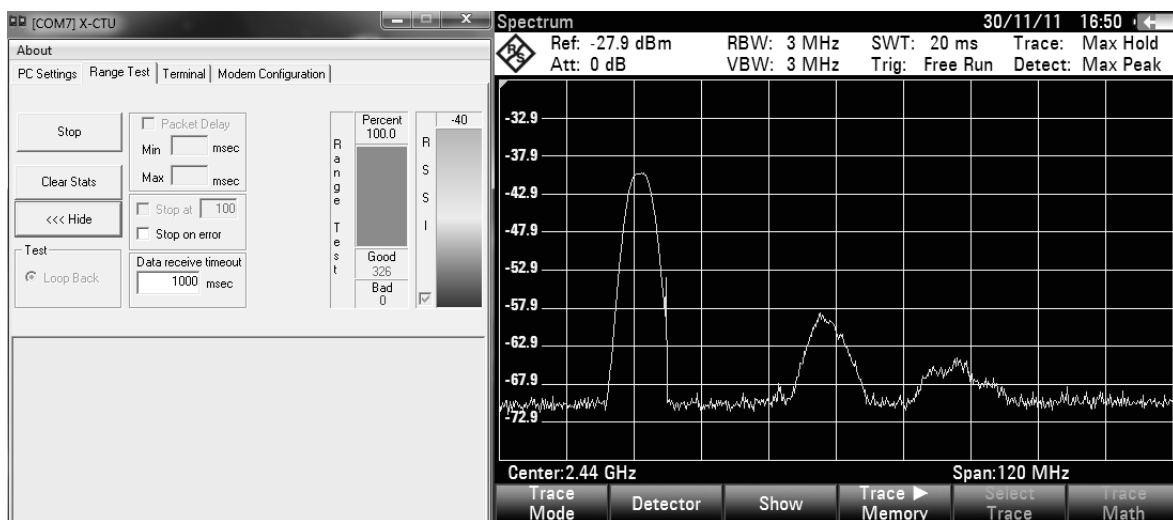 [COM7] X-CTU
About
PC Settings Range Test Terminal Modem Configuration
Stop
Clear Stats
<<< Hide
Test
Loop Back
Packet Delay
Min msec
Max msec
Stop at 100
Stop on error
Data receive timeout
1000 msec
Range Test
Percent
100.0
Good
326
Bad
0
RSSI
-40
Spectrum 30/11/11 16:50
R&S
Ref: -27.9 dBm RBW: 3 MHz SWT: 20 ms Trace: Max Hold
Att: 0 dB VBW: 3 MHz Trig: Free Run Detect: Max Peak
-32.9
-37.9
-42.9
-47.9
-52.9
-57.9
-62.9
-67.9
-72.9
Center:2.44 GHz Span:120 MHz
Trace Mode
Detector
Show
Trace ▶ Memory
Select Trace
Trace Math